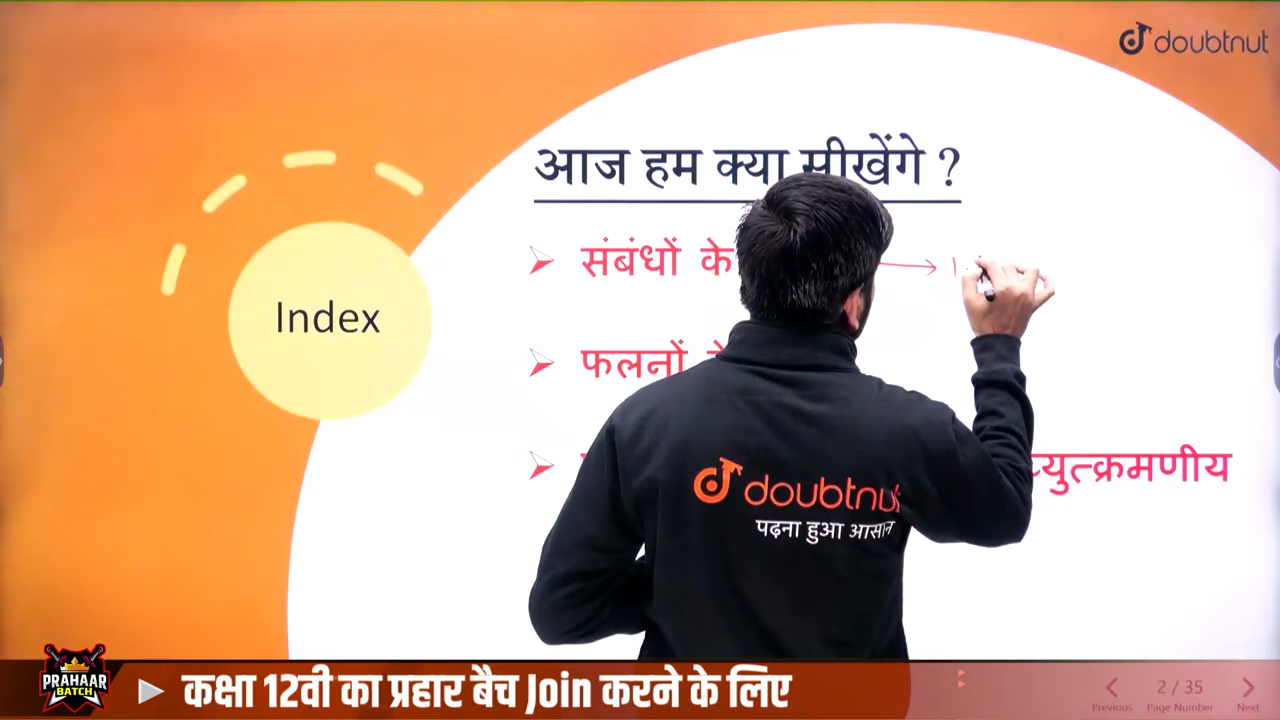 doubtnut
आज हम क्या सीखेंगे ?
संबंधों के
Index
फलनों
व्युत्क्रमणीय
doubtnut
पढ़ना हुआ आसान
PRAHAAR
BATCH
कक्षा 12वी का प्रहार बैच Join करने के लिए
2 / 35
Previous Page Number Next